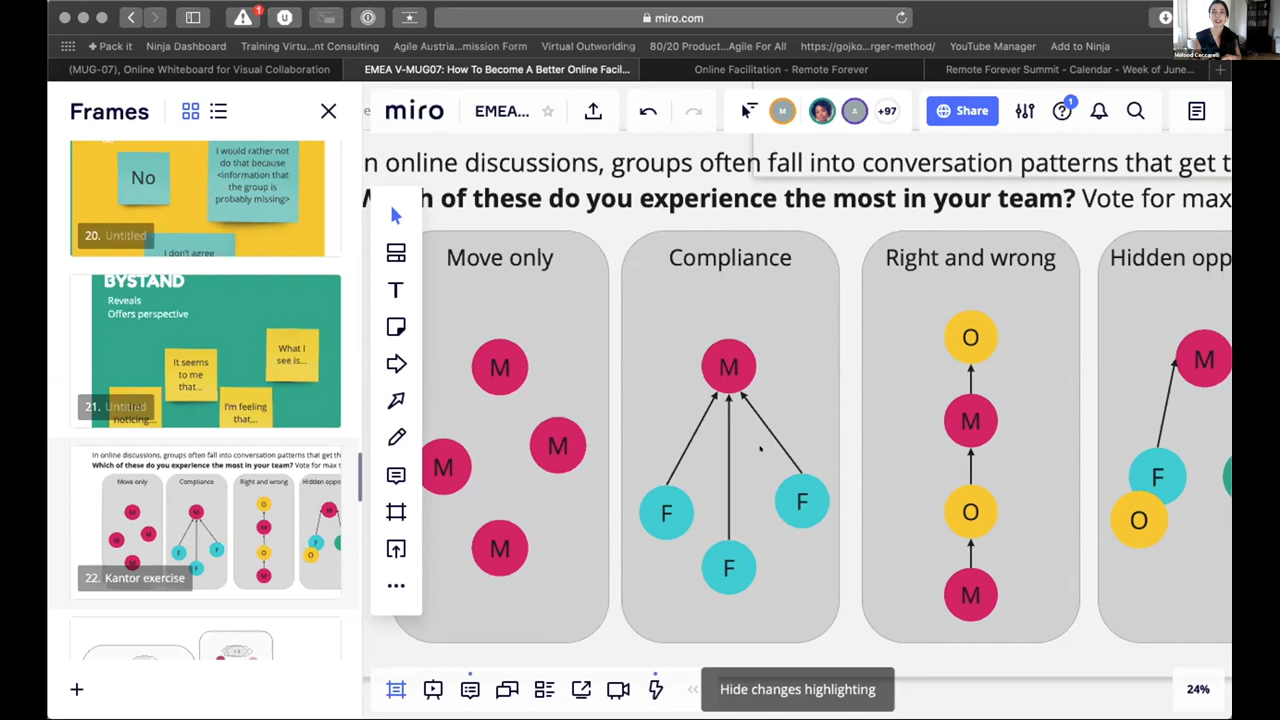 miro.com
Pack it
Ninja Dashboard
Training Virtu...nt Consulting
Agile Austria...mission Form
Virtual Outworlding
80/20 Product...Agile For All
https://gojko...rger-method/
YouTube Manager
Add to Ninja
(MUG-07), Online Whiteboard for Visual Collaboration
EMEA V-MUG07: How To Become A Better Online Facil...
Online Facilitation - Remote Forever
Remote Forever Summit - Calendar - Week of June...
Frames
miro
EMEA...
M
A
+97
Share
1
n online discussions, groups often fall into conversation patterns that get t
h of these do you experience the most in your team? Vote for max
No
I would rather not
do that because
<information that
the group is
probably missing>
20. Untitled
I don't agree
BYSTAND
Reveals
Offers perspective
It seems
to me
that...
What I
see is...
noticing...
I'm feeling
that...
21. Untitled
In online discussions, groups often fall into conversation patterns that get th
Which of these do you experience the most in your team? Vote for max t
Move only
Compliance
Right and wrong
Hidden oppo
M
M
M
M
M
F
F
F
O
M
O
M
M
F
O
22. Kantor exercise
Move only
M
M
M
M
Compliance
M
F
F
F
Right and wrong
O
M
O
M
Hidden opp
M
F
O
T
Hide changes highlighting
24%